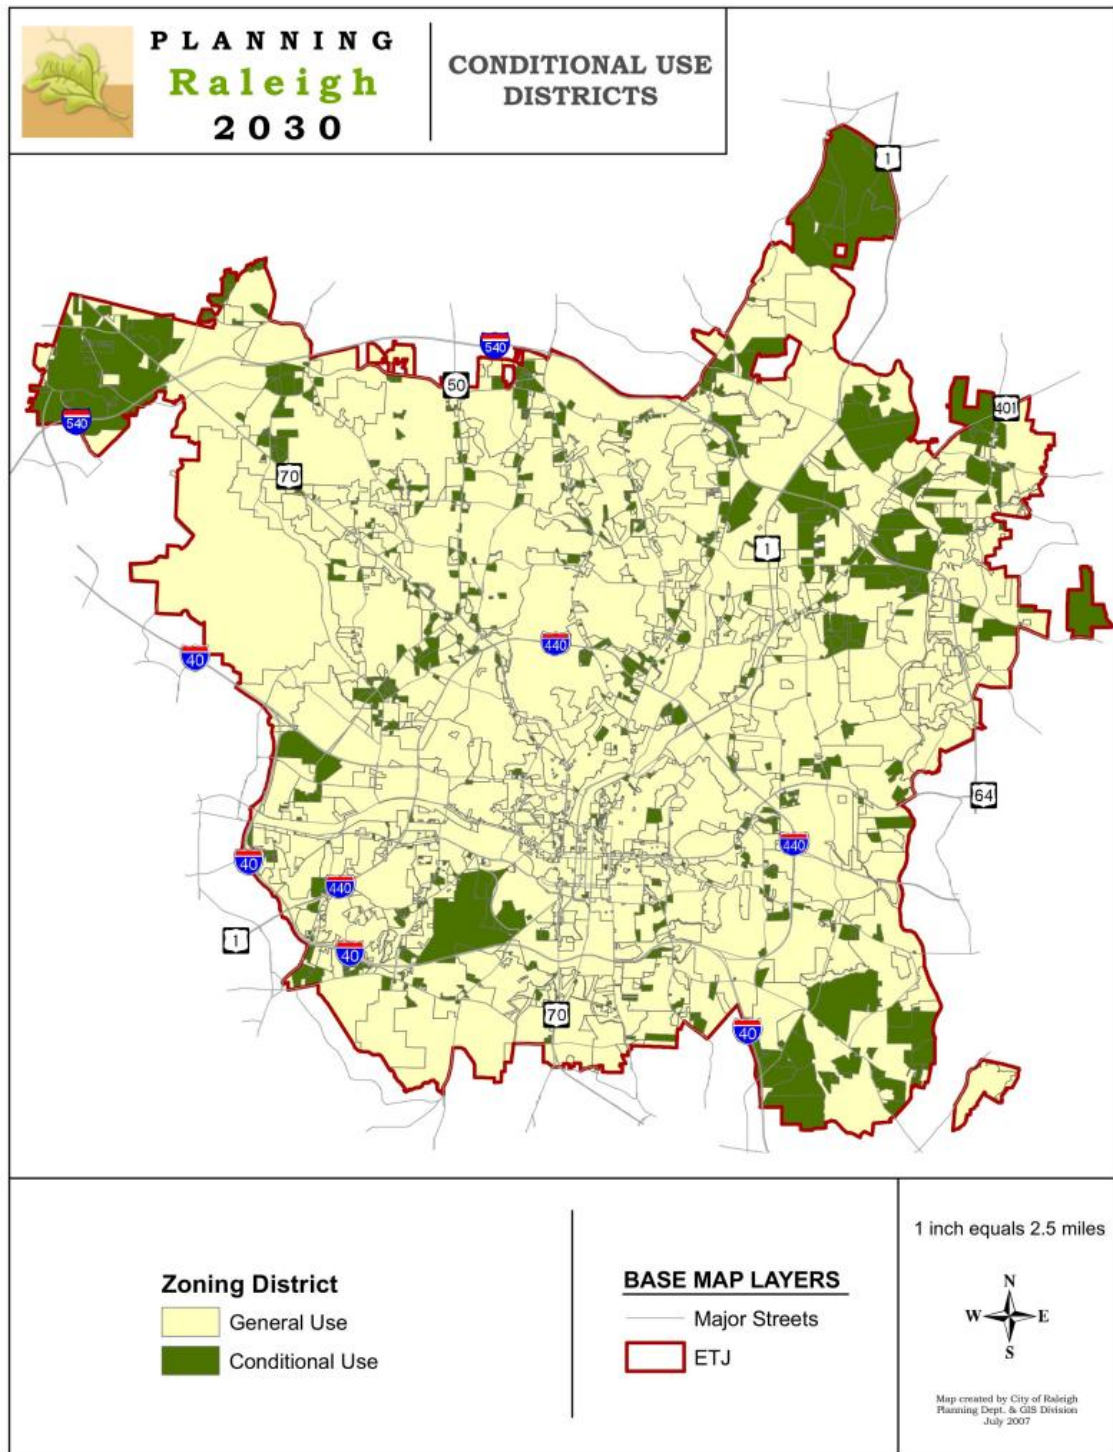 PLANNING
Raleigh
2030
CONDITIONAL USE
DISTRICTS
1
540
50
401
540
70
1
440
40
64
440
40
440
1
40
70
40
Zoning District
General Use
Conditional Use
BASE MAP LAYERS
Major Streets
ETJ
1 inch equals 2.5 miles
N
W E
S
Map created by City of Raleigh
Planning Dept. & GIS Division
July 2007